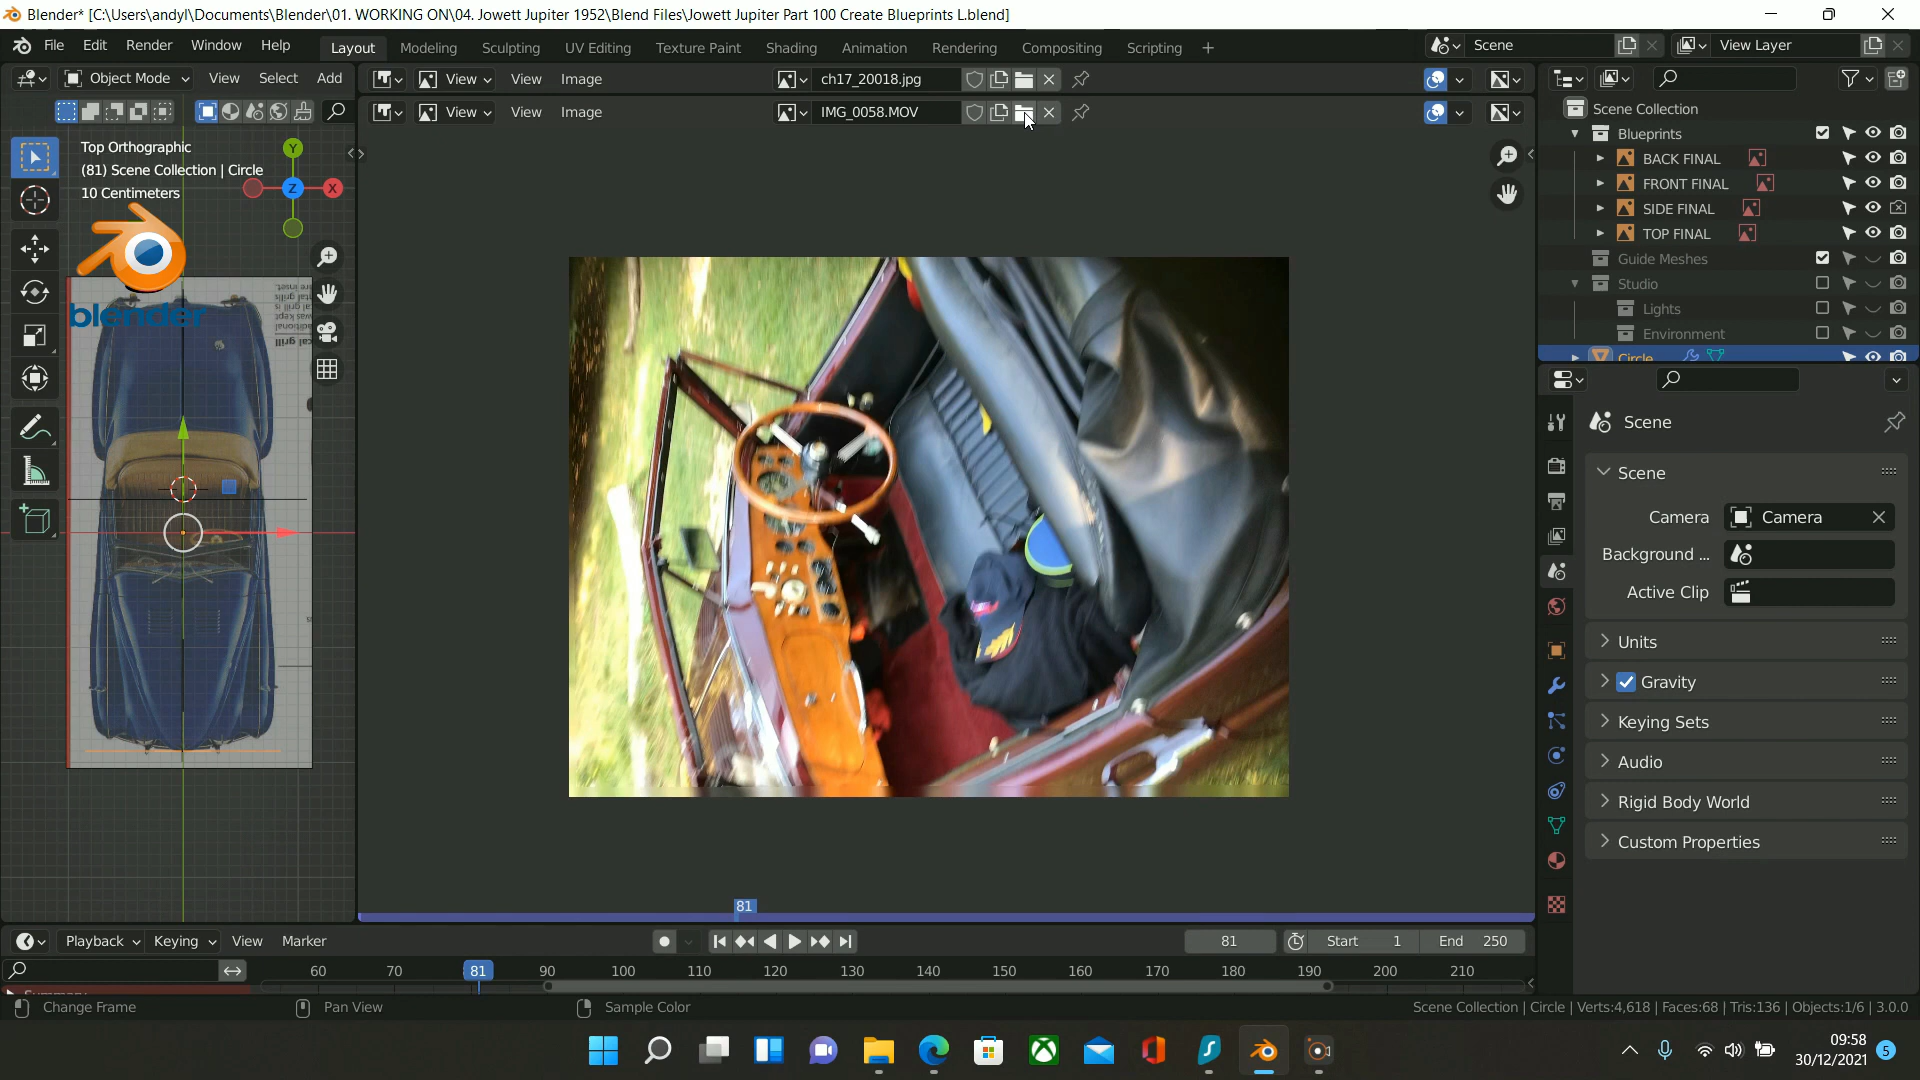 Blender* [C:\Users\andyl\Documents\Blender\01. WORKING ON\04. Jowett Jupiter 1952\Blend Files\Jowett Jupiter Part 100 Create Blueprints L.blend]
File Edit Render Window Help Layout Modeling Sculpting UV Editing Texture Paint Shading Animation Rendering Compositing Scripting Scene View Layer
Object Mode View Select Add View View Image ch17_20018.jpg
View View Image IMG_0058.MOV
Top Orthographic
(81) Scene Collection | Circle
10 Centimeters
Y
Z
X
blender
Scene Collection
Blueprints
BACK FINAL
FRONT FINAL
SIDE FINAL
TOP FINAL
Guide Meshes
Studio
Lights
Environment
Circle
Scene
Scene
Camera Camera
Background ...
Active Clip
Units
Gravity
Keying Sets
Audio
Rigid Body World
Custom Properties
81
Playback Keying View Marker 81 Start 1 End 250
60 70 81 90 100 110 120 130 140 150 160 170 180 190 200 210
Summary
Change Frame Pan View Sample Color Scene Collection | Circle | Verts:4,618 | Faces:68 | Tris:136 | Objects:1/6 | 3.0.0
09:58
30/12/2021 5